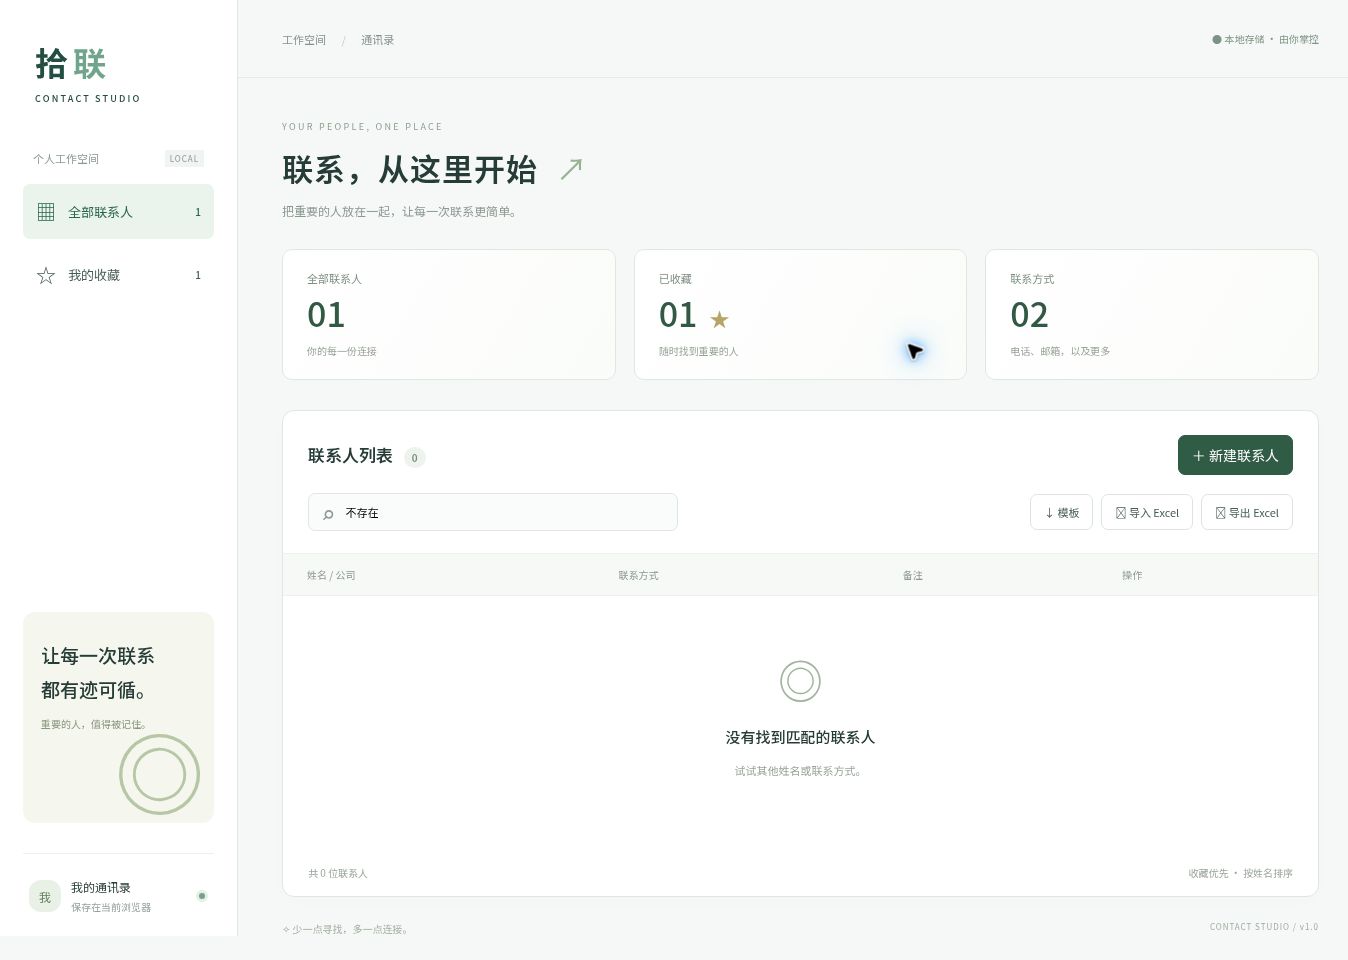 拾联
CONTACT STUDIO
个人工作空间 LOCAL
全部联系人 1
我的收藏 1
让每一次联系
都有迹可循。
重要的人，值得被记住。
我 我的通讯录
保存在当前浏览器
工作空间 / 通讯录
本地存储 · 由你掌控
YOUR PEOPLE, ONE PLACE
联系，从这里开始 ↗
把重要的人放在一起，让每一次联系更简单。
全部联系人
01
你的每一份连接
已收藏
01 ★
随时找到重要的人
联系方式
02
电话、邮箱，以及更多
联系人列表 0
＋ 新建联系人
不存在
↓ 模板
导入 Excel
导出 Excel
姓名 / 公司 联系方式 备注 操作
没有找到匹配的联系人
试试其他姓名或联系方式。
共 0 位联系人
收藏优先 · 按姓名排序
✧ 少一点寻找，多一点连接。
CONTACT STUDIO / v1.0